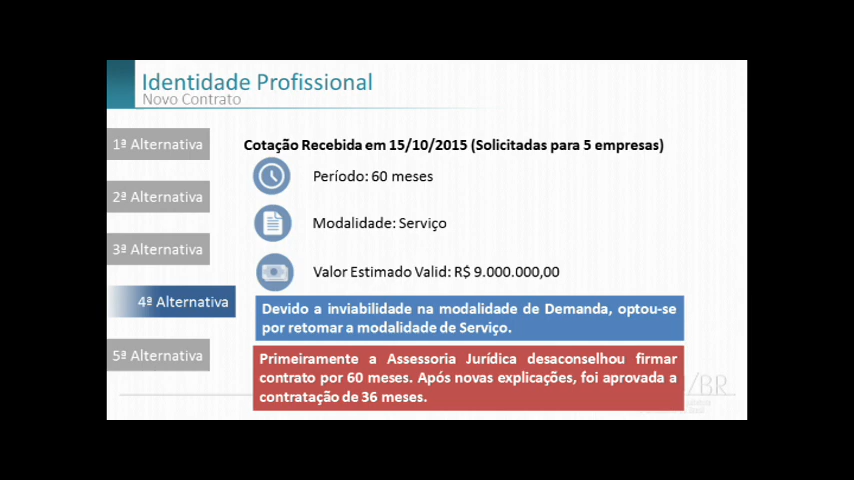 Identidade Profissional
Novo Contrato
1ª Alternativa
2ª Alternativa
3ª Alternativa
4ª Alternativa
5ª Alternativa
Cotação Recebida em 15/10/2015 (Solicitadas para 5 empresas)
Período: 60 meses
Modalidade: Serviço
Valor Estimado Valid: R$ 9.000.000,00
Devido a inviabilidade na modalidade de Demanda, optou-se
por retomar a modalidade de Serviço.
Primeiramente a Assessoria Jurídica desaconselhou firmar
contrato por 60 meses. Após novas explicações, foi aprovada a
contratação de 36 meses.
/BR